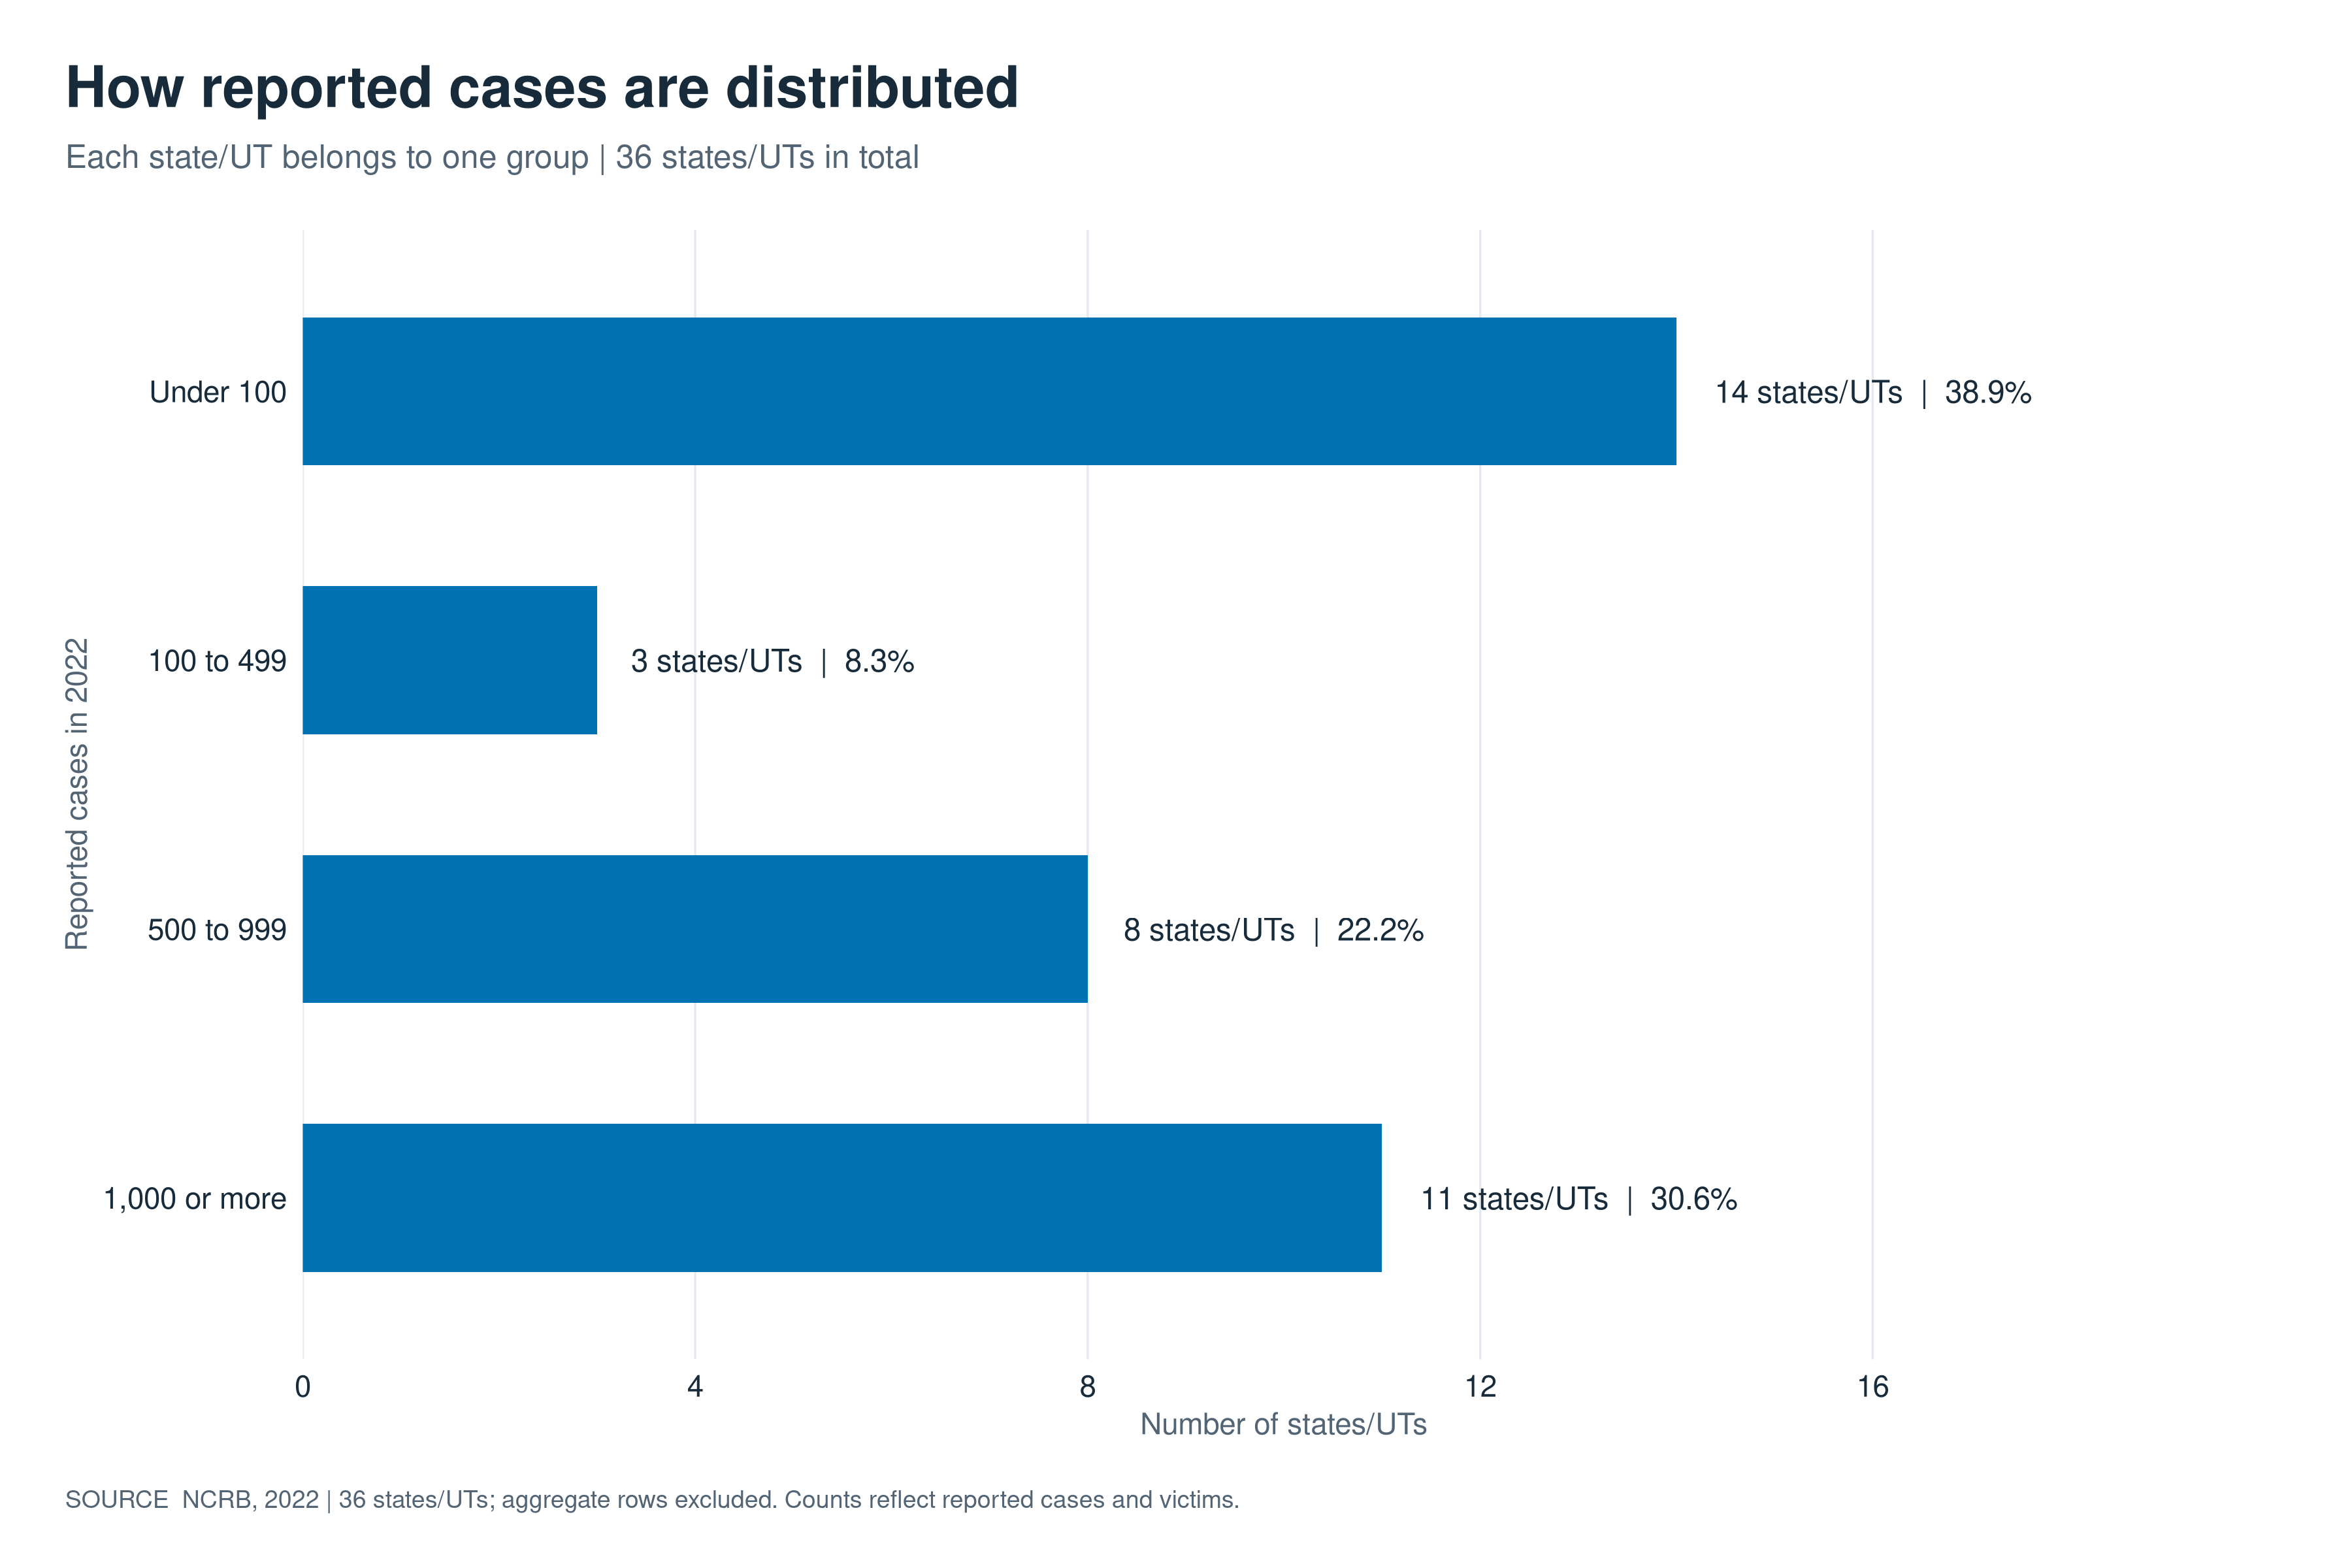 How reported cases are distributed
Each state/UT belongs to one group | 36 states/UTs in total
Reported cases in 2022
Under 100
14 states/UTs | 38.9%
100 to 499
3 states/UTs | 8.3%
500 to 999
8 states/UTs | 22.2%
1,000 or more
11 states/UTs | 30.6%
0 4 8 12 16
Number of states/UTs
SOURCE NCRB, 2022 | 36 states/UTs; aggregate rows excluded. Counts reflect reported cases and victims.